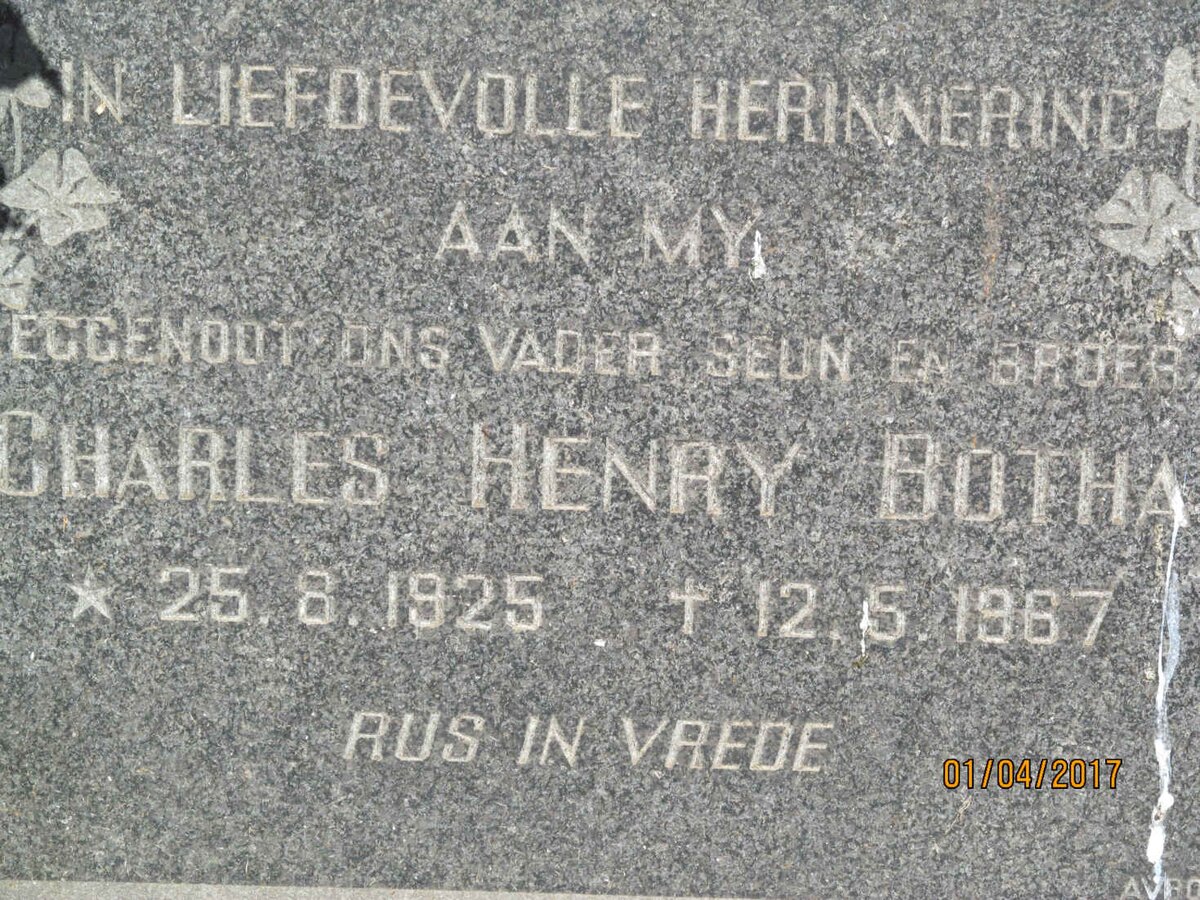 IN LIEFDEVOLLE HERINNERING
AAN MY
EGGENOOT ONS VADER SEUN EN BROER
CHARLES HENRY BOTHA
★ 25.8.1925 † 12.5.1967
RUS IN VREDE
01/04/2017